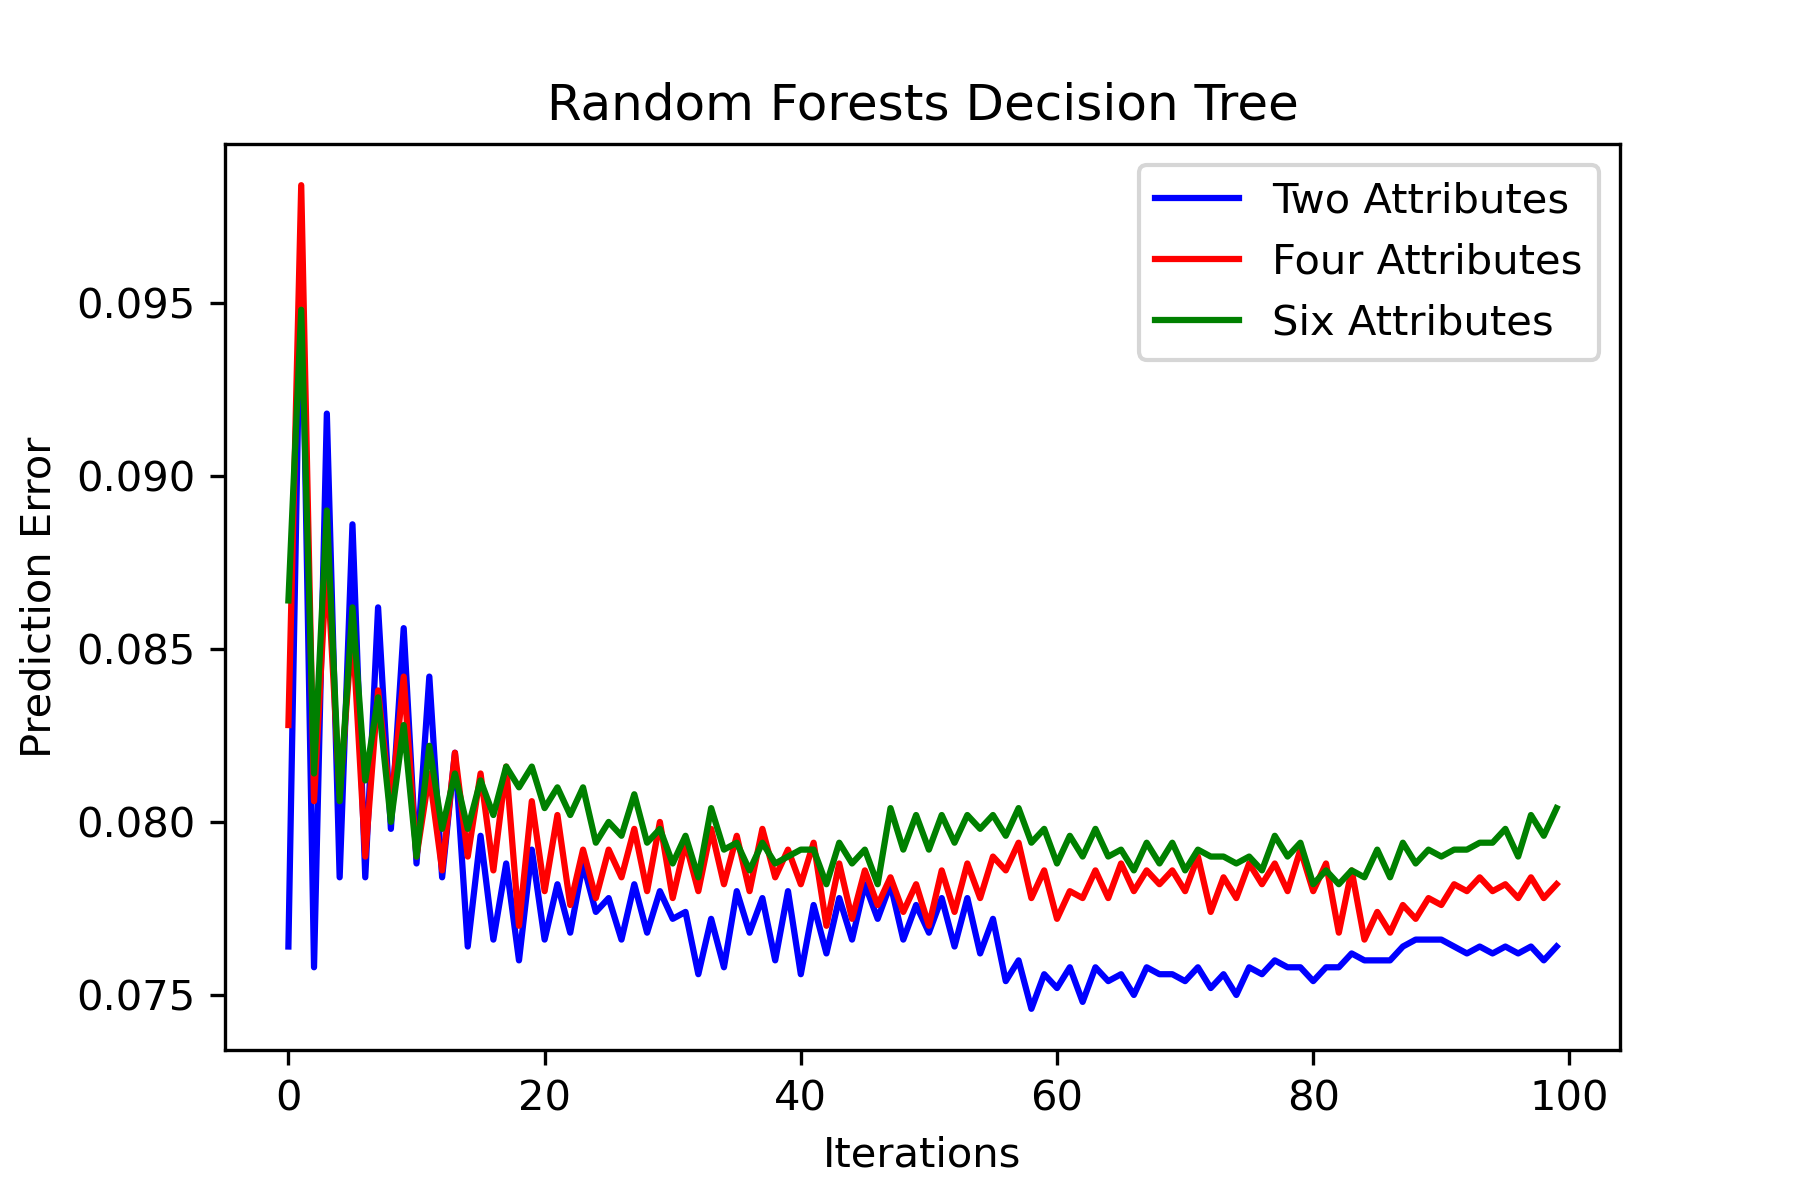 Random Forests Decision Tree
Two Attributes
Four Attributes
Six Attributes
Prediction Error
0.095
0.090
0.085
0.080
0.075
0 20 40 60 80 100
Iterations